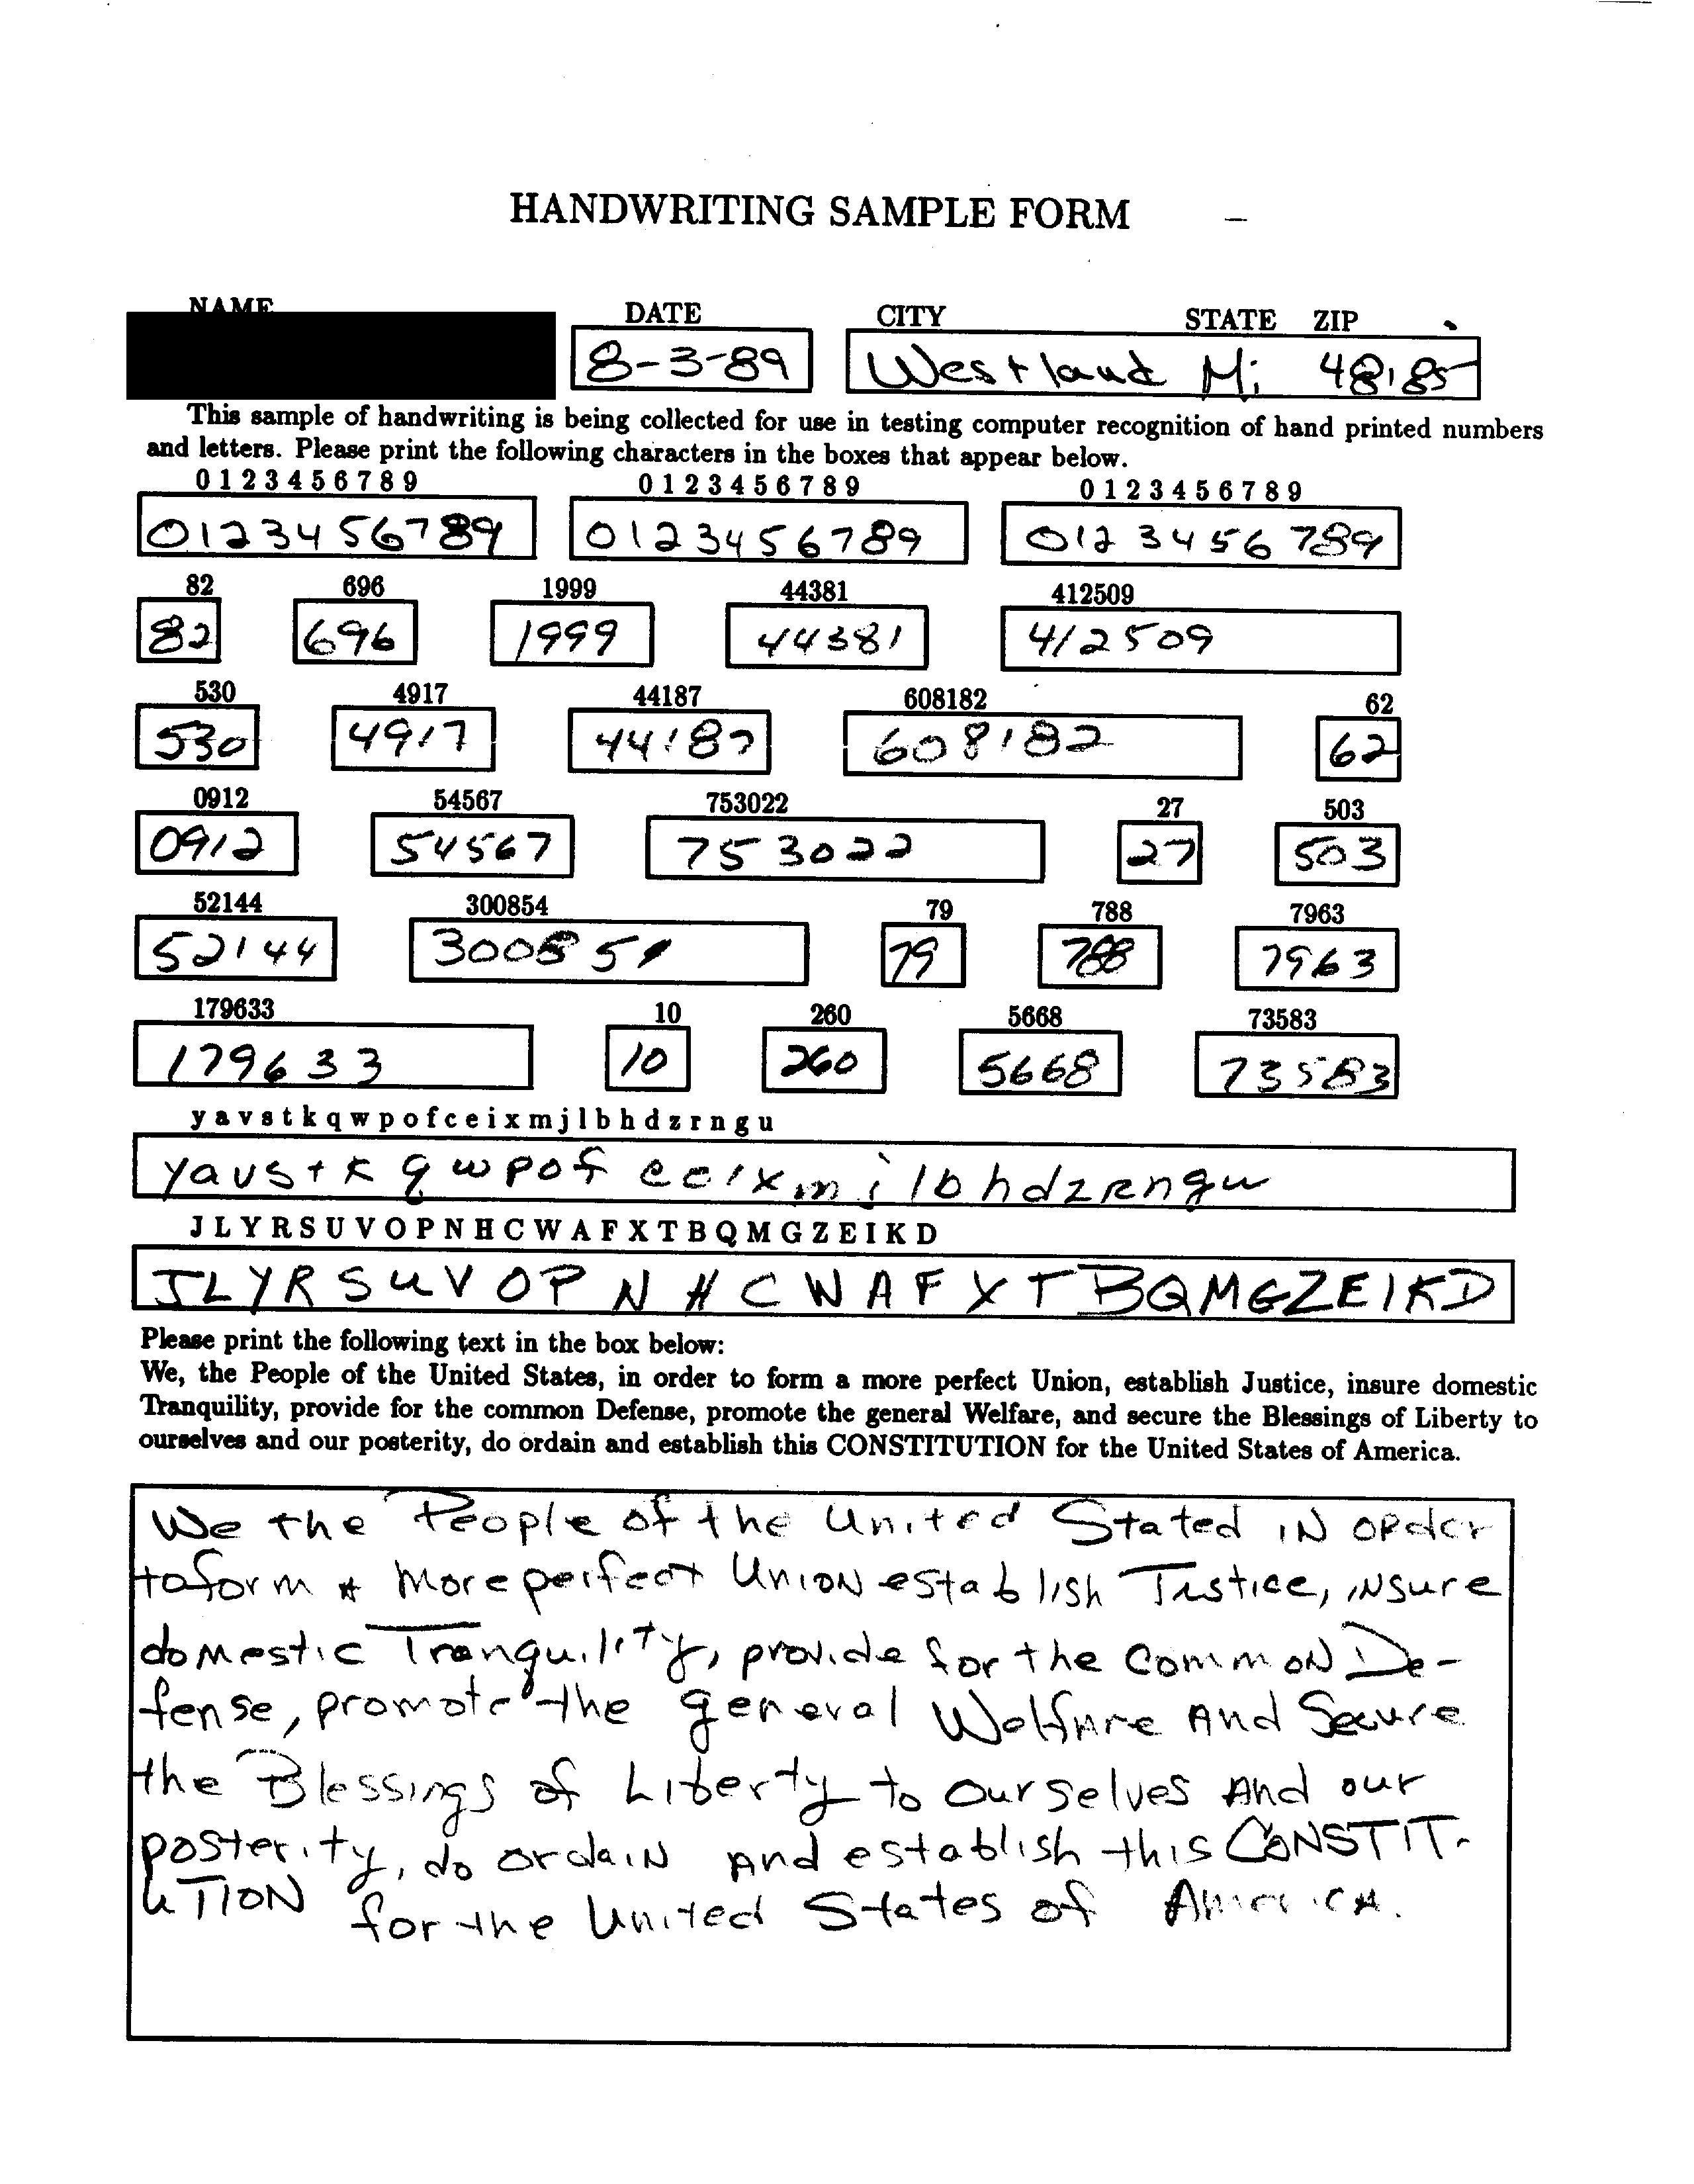 HANDWRITING SAMPLE FORM
NAME DATE CITY STATE ZIP
8-3-89 Westland Mi 48185
This sample of handwriting is being collected for use in testing computer recognition of hand printed numbers
and letters. Please print the following characters in the boxes that appear below.
0 1 2 3 4 5 6 7 8 9 0 1 2 3 4 5 6 7 8 9 0 1 2 3 4 5 6 7 8 9
0123456789 0123456789 0123456789
82 696 1999 44381 412509
82 696 1999 44381 412509
530 4917 44187 608182 62
530 4917 44187 608182 62
0912 54567 753022 27 503
0912 54567 753022 27 503
52144 300854 79 788 7963
52144 30085 79 788 7963
179633 10 260 5668 73583
179633 10 260 5668 73583
y a v s t k q w p o f c e i x m j l b h d z r n g u
yavstk qwpof ceixmjlbhdzRngu
J L Y R S U V O P N H C W A F X T B Q M G Z E I K D
JLYRSUVOPNHCWAFXTBQMGZEIKD
Please print the following text in the box below:
We, the People of the United States, in order to form a more perfect Union, establish Justice, insure domestic
Tranquility, provide for the common Defense, promote the general Welfare, and secure the Blessings of Liberty to
ourselves and our posterity, do ordain and establish this CONSTITUTION for the United States of America.
We the People of the United Stated iN order
to form A More perfect UnioN establish Justice, iNsure
doMestic Tranquility, provide for the CommoN De-
fense, promote the general Welfare And Secure
the Blessings of Liberty to ourselves And our
posterity, do ordaiN And establish this CONSTIT-
UTION for the United States of AmericA.